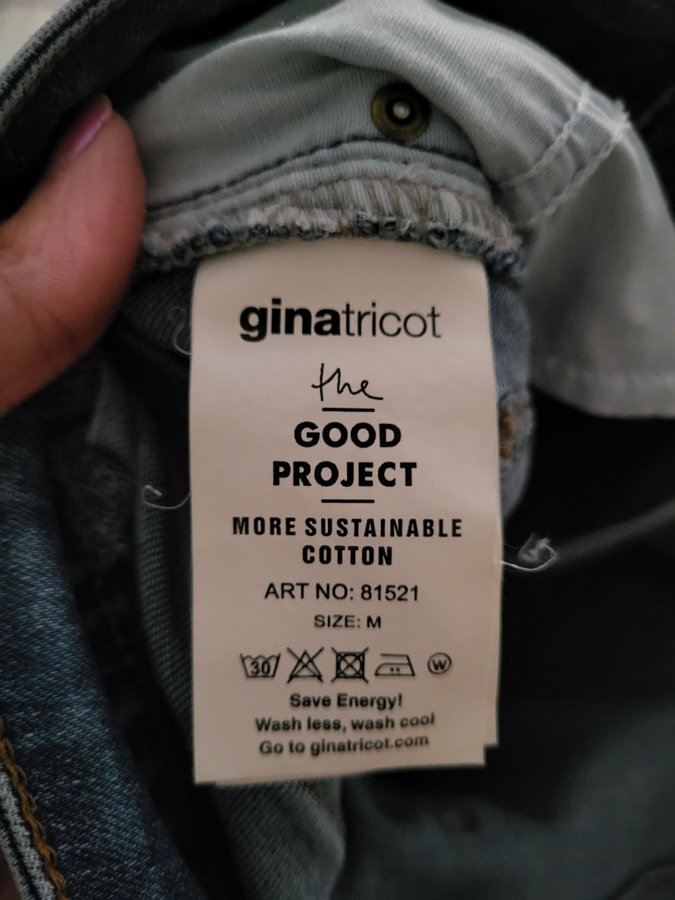 ginatricot
the
GOOD
PROJECT
MORE SUSTAINABLE
COTTON
ART NO: 81521
SIZE: M
30 W
Save Energy!
Wash less, wash cool
Go to ginatricot.com